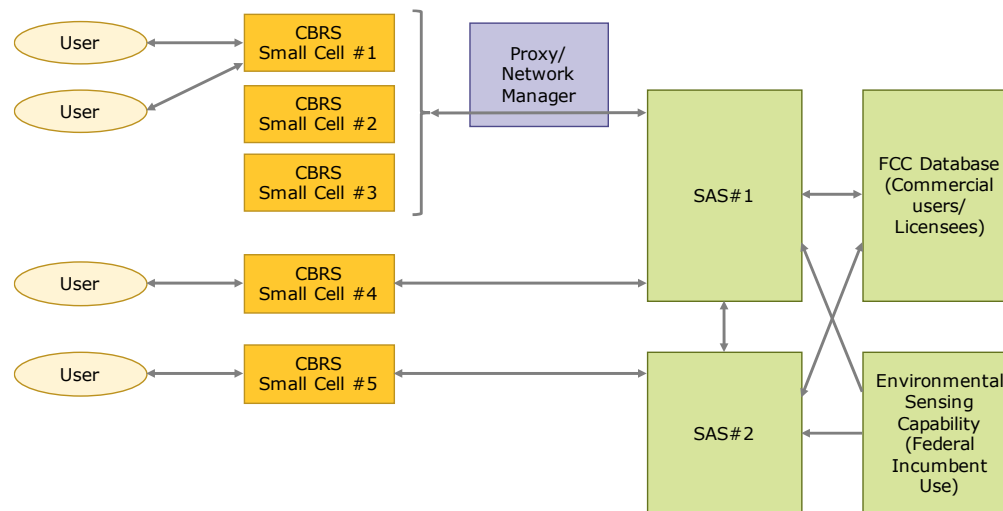 User
CBRS
Small Cell #1
Proxy/
Network
Manager
User
CBRS
Small Cell #2
CBRS
Small Cell #3
SAS#1
FCC Database
(Commercial
users/
Licensees)
User
CBRS
Small Cell #4
User
CBRS
Small Cell #5
SAS#2
Environmental
Sensing
Capability
(Federal
Incumbent
Use)